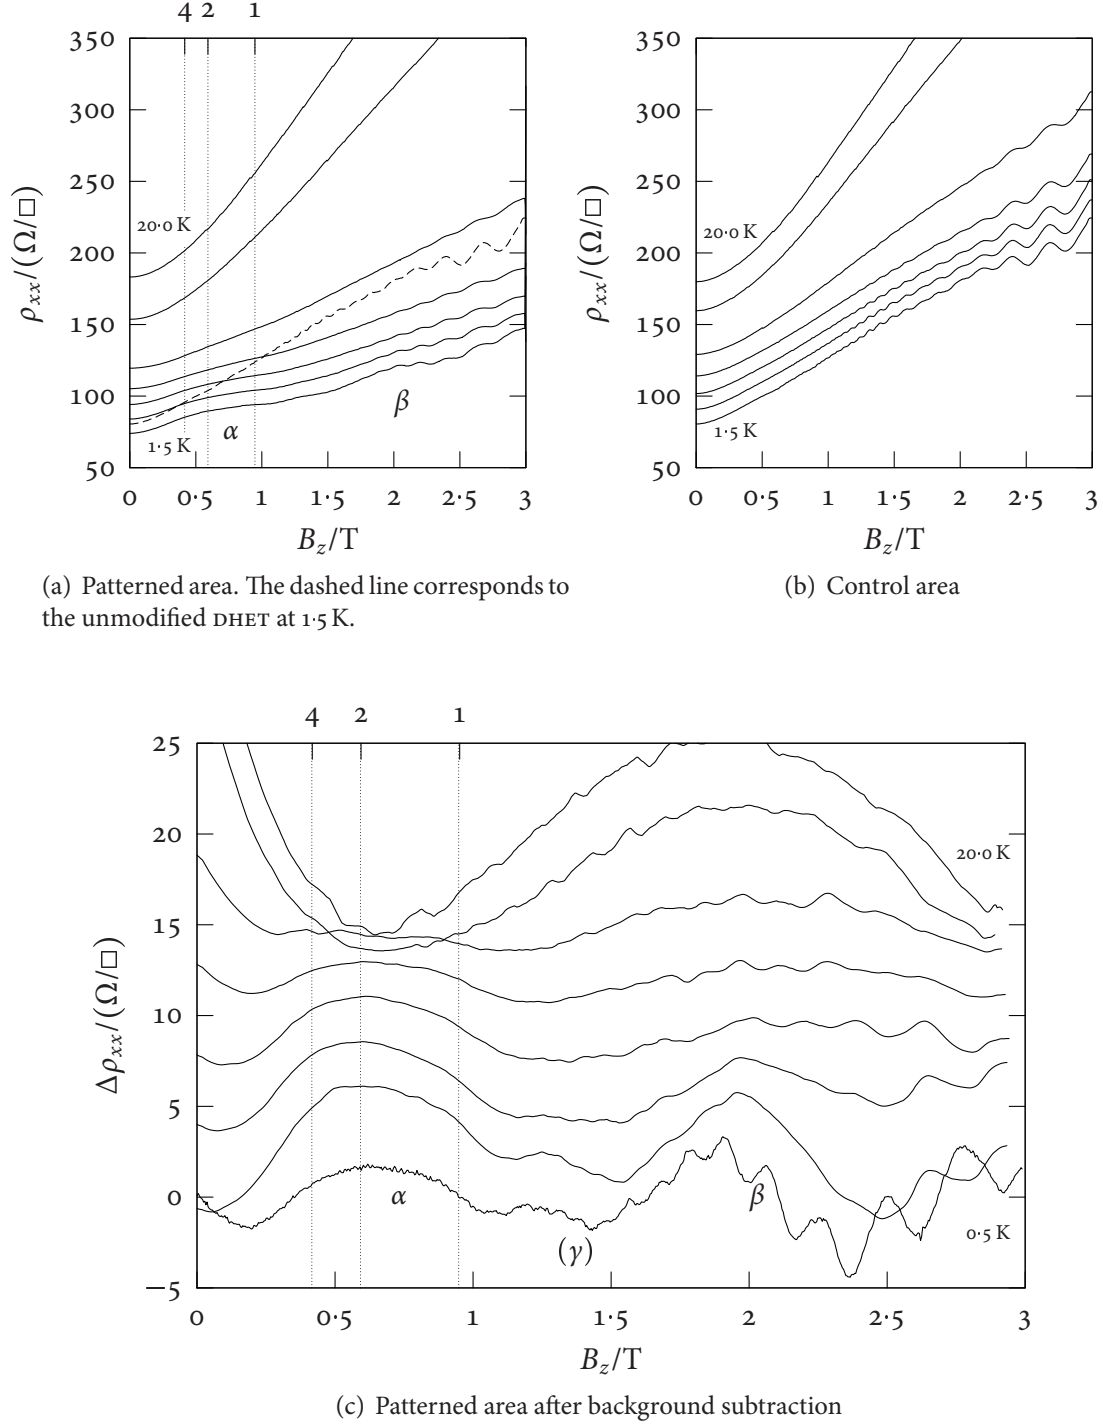 4 2 1
350
300
250
200
150
100
50
ρxx/(Ω/□)
20·0 K
1·5 K
α
β
0 0·5 1 1·5 2 2·5 3
Bz/T
(a) Patterned area. The dashed line corresponds to
the unmodified DHET at 1·5 K.
350
300
250
200
150
100
50
ρxx/(Ω/□)
20·0 K
1·5 K
0 0·5 1 1·5 2 2·5 3
Bz/T
(b) Control area
4 2 1
25
20
15
10
5
0
−5
Δρxx/(Ω/□)
20·0 K
α
β
(γ)
0·5 K
0 0·5 1 1·5 2 2·5 3
Bz/T
(c) Patterned area after background subtraction